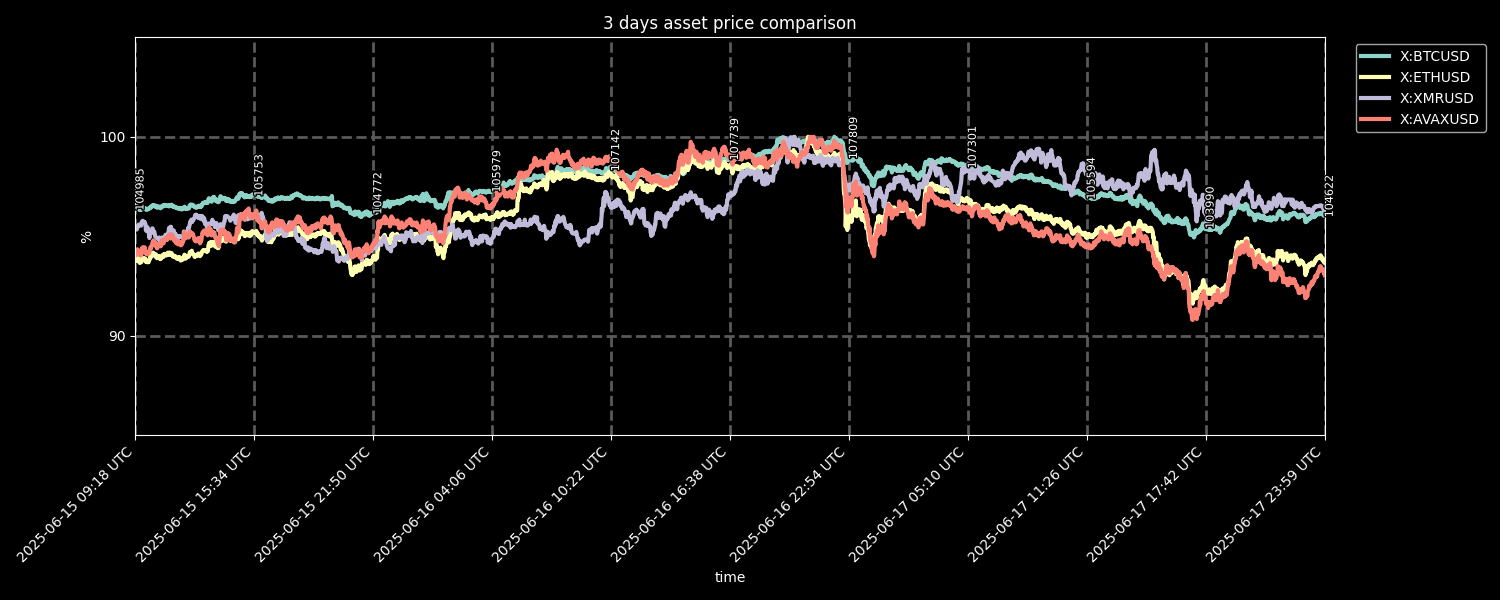 3 days asset price comparison
X:BTCUSD
X:ETHUSD
X:XMRUSD
X:AVAXUSD
100
90
%
104985
105753
104772
105979
107142
107739
107809
107301
105594
103990
104622
2025-06-15 09:18 UTC
2025-06-15 15:34 UTC
2025-06-15 21:50 UTC
2025-06-16 04:06 UTC
2025-06-16 10:22 UTC
2025-06-16 16:38 UTC
2025-06-16 22:54 UTC
2025-06-17 05:10 UTC
2025-06-17 11:26 UTC
2025-06-17 17:42 UTC
2025-06-17 23:59 UTC
time